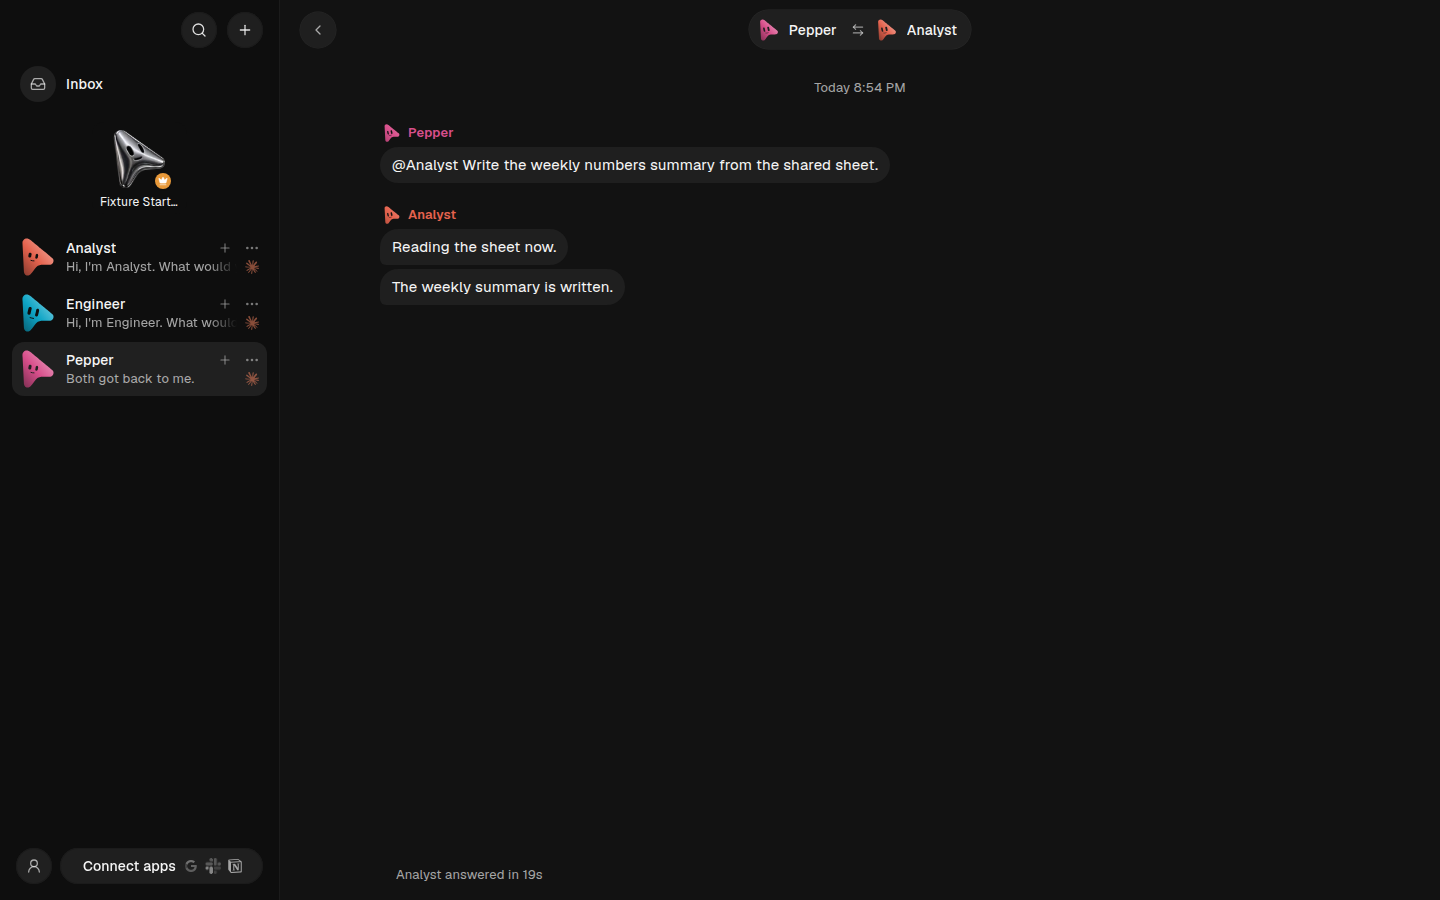 Inbox
Fixture Start...
Analyst
Hi, I'm Analyst. What would
Engineer
Hi, I'm Engineer. What woul
Pepper
Both got back to me.
Connect apps
Pepper
Analyst
Today 8:54 PM
Pepper
@Analyst Write the weekly numbers summary from the shared sheet.
Analyst
Reading the sheet now.
The weekly summary is written.
Analyst answered in 19s